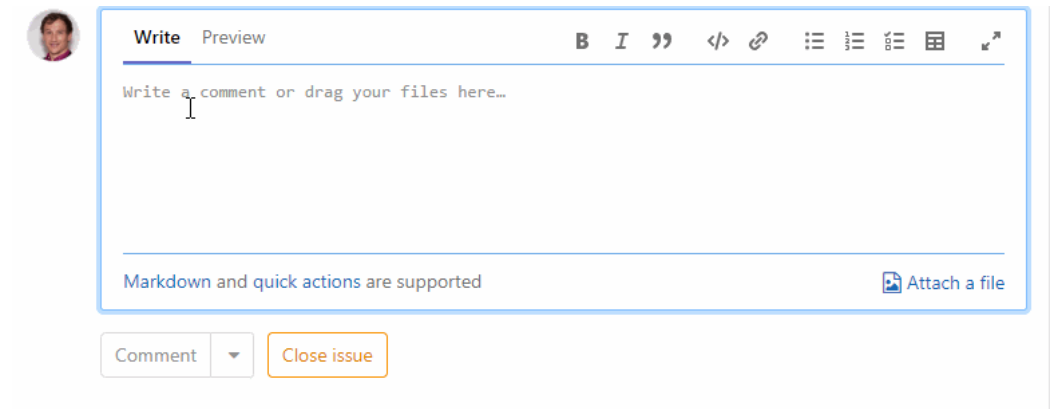 Write Preview
Write a comment or drag your files here…
Markdown and quick actions are supported
Attach a file
Comment
Close issue